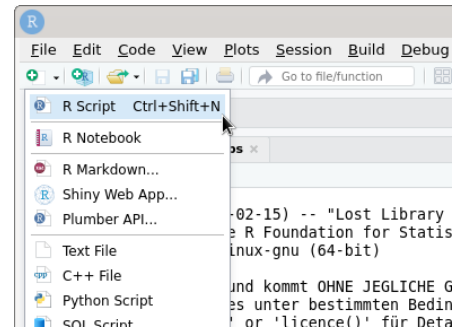 File Edit Code View Plots Session Build Debug
Go to file/function
R Script Ctrl+Shift+N
R Notebook
bs ×
R Markdown...
Shiny Web App...
Plumber API...
-02-15) -- "Lost Library
e R Foundation for Statis
inux-gnu (64-bit)
Text File
C++ File
Python Script
SQL Script
und kommt OHNE JEGLICHE G
es unter bestimmten Bedin
' or 'licence()' für Deta